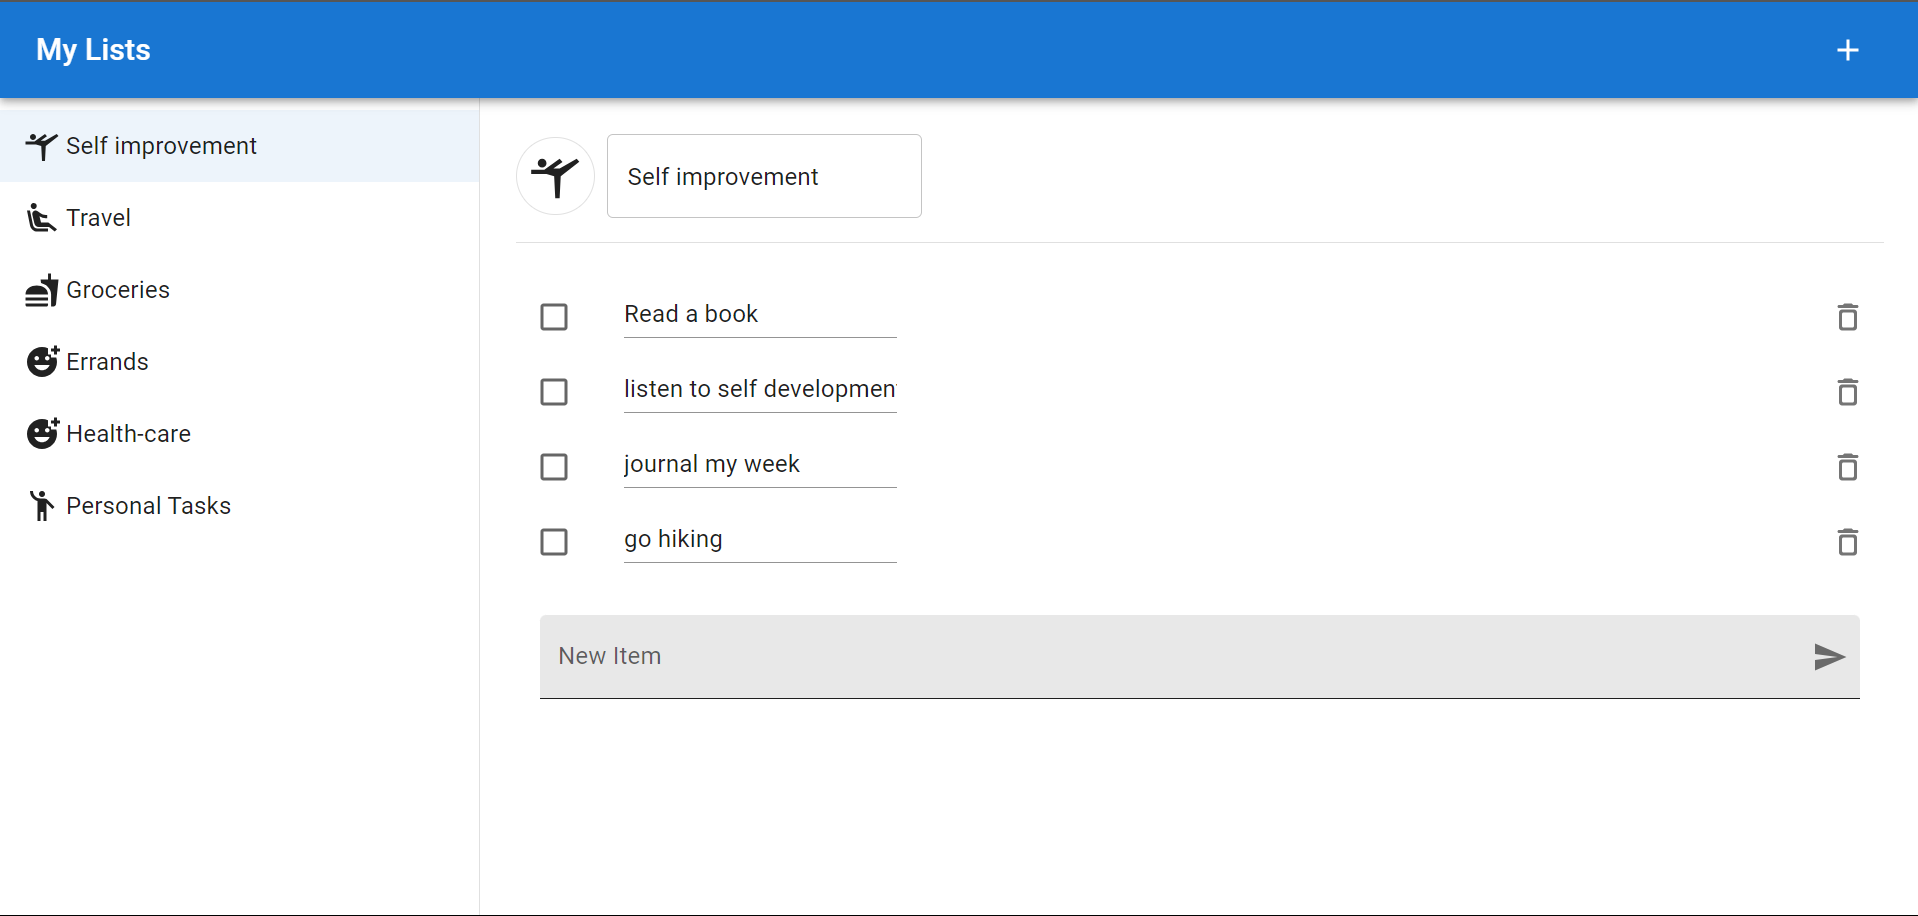 My Lists
Self improvement
Travel
Groceries
Errands
Health-care
Personal Tasks
Self improvement
Read a book
listen to self developmen
journal my week
go hiking
New Item